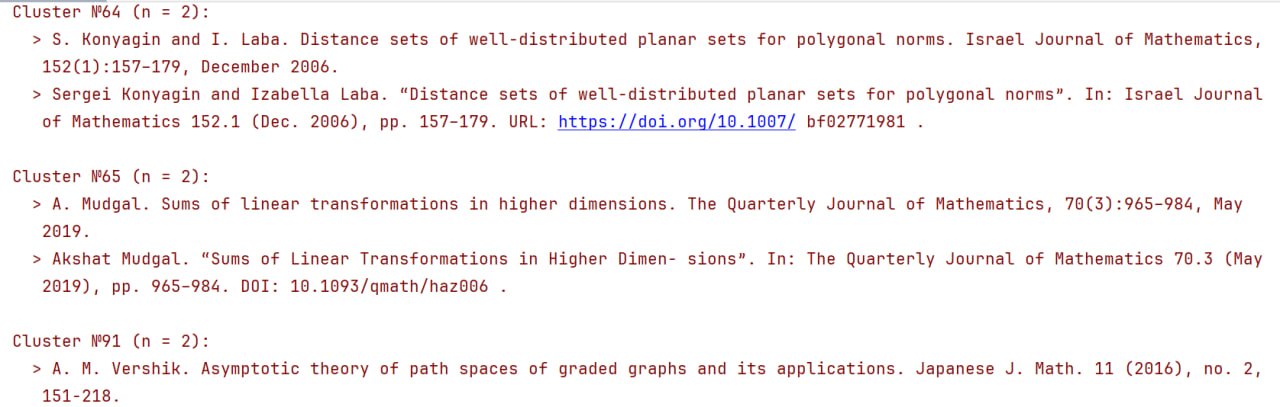 Cluster №64 (n = 2):
> S. Konyagin and I. Laba. Distance sets of well-distributed planar sets for polygonal norms. Israel Journal of Mathematics,
152(1):157–179, December 2006.
> Sergei Konyagin and Izabella Laba. “Distance sets of well-distributed planar sets for polygonal norms”. In: Israel Journal
of Mathematics 152.1 (Dec. 2006), pp. 157–179. URL: https://doi.org/10.1007/ bf02771981 .
Cluster №65 (n = 2):
> A. Mudgal. Sums of linear transformations in higher dimensions. The Quarterly Journal of Mathematics, 70(3):965–984, May
2019.
> Akshat Mudgal. “Sums of Linear Transformations in Higher Dimen- sions”. In: The Quarterly Journal of Mathematics 70.3 (May
2019), pp. 965–984. DOI: 10.1093/qmath/haz006 .
Cluster №91 (n = 2):
> A. M. Vershik. Asymptotic theory of path spaces of graded graphs and its applications. Japanese J. Math. 11 (2016), no. 2,
151-218.